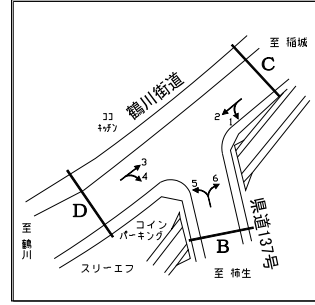 至 稲城
C
鶴川街道
ココ
キッチン
2
1
3
4
5
6
D
至
鶴
川
コイン
パーキング
スリーエフ
B
県道137号
至 柿生